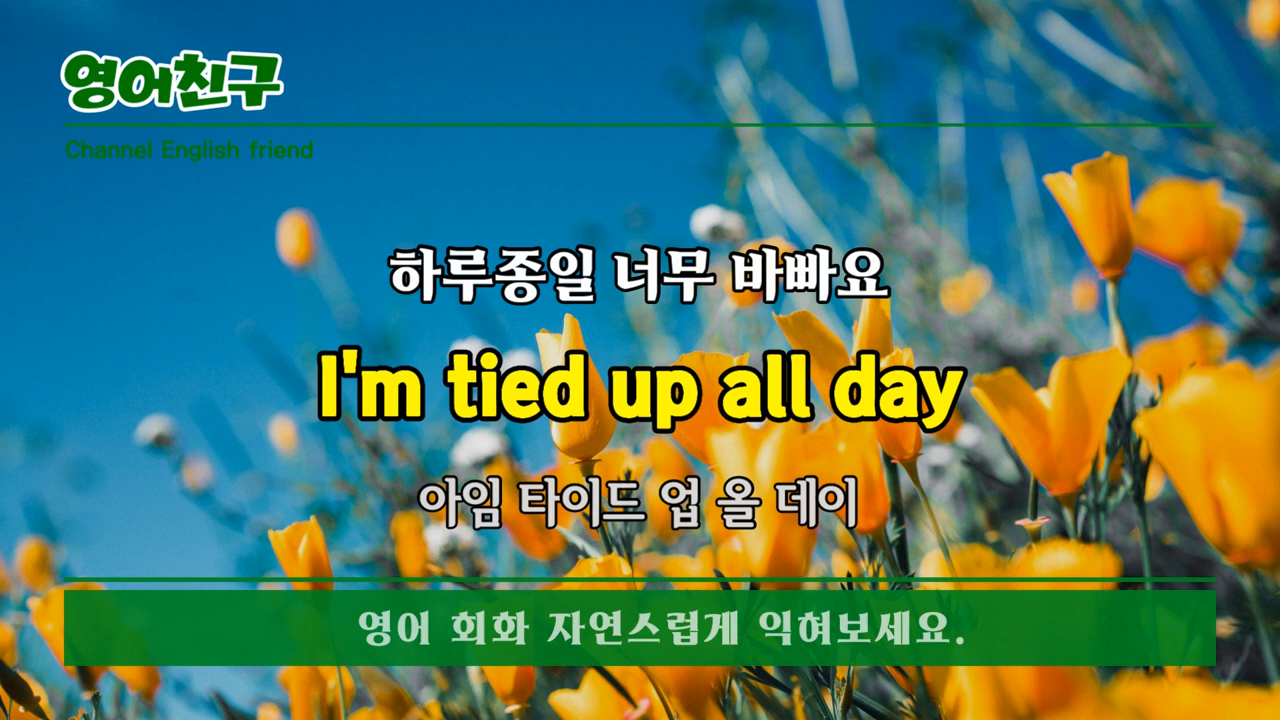 영어친구
Channel English friend
하루종일 너무 바빠요
I'm tied up all day
아임 타이드 업 올 데이
영어 회화 자연스럽게 익혀보세요.